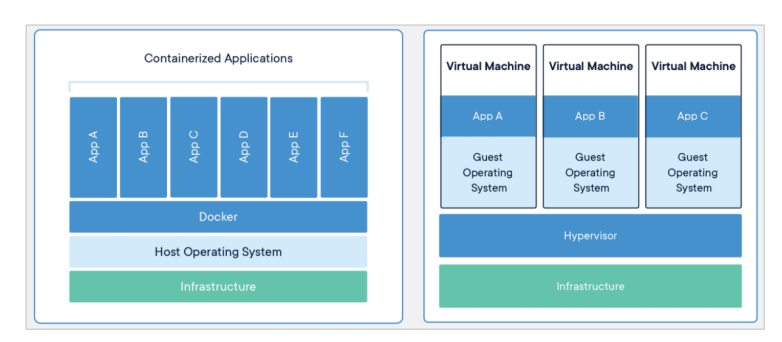 Containerized Applications
App A
App B
App C
App D
App E
App F
Docker
Host Operating System
Infrastructure
Virtual Machine
App A
Guest
Operating
System
Virtual Machine
App B
Guest
Operating
System
Virtual Machine
App C
Guest
Operating
System
Hypervisor
Infrastructure